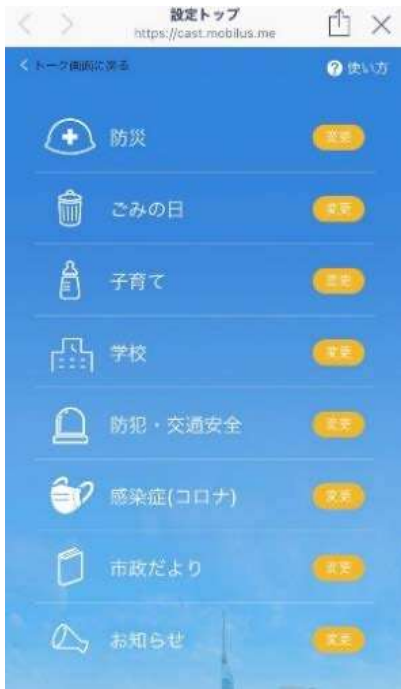 設定トップ
https://cast.mobilus.me
トーク画面に戻る
? 使い方
防災 変更
ごみの日 変更
子育て 変更
学校 変更
防犯・交通安全 変更
感染症(コロナ) 変更
市政だより 変更
お知らせ 変更